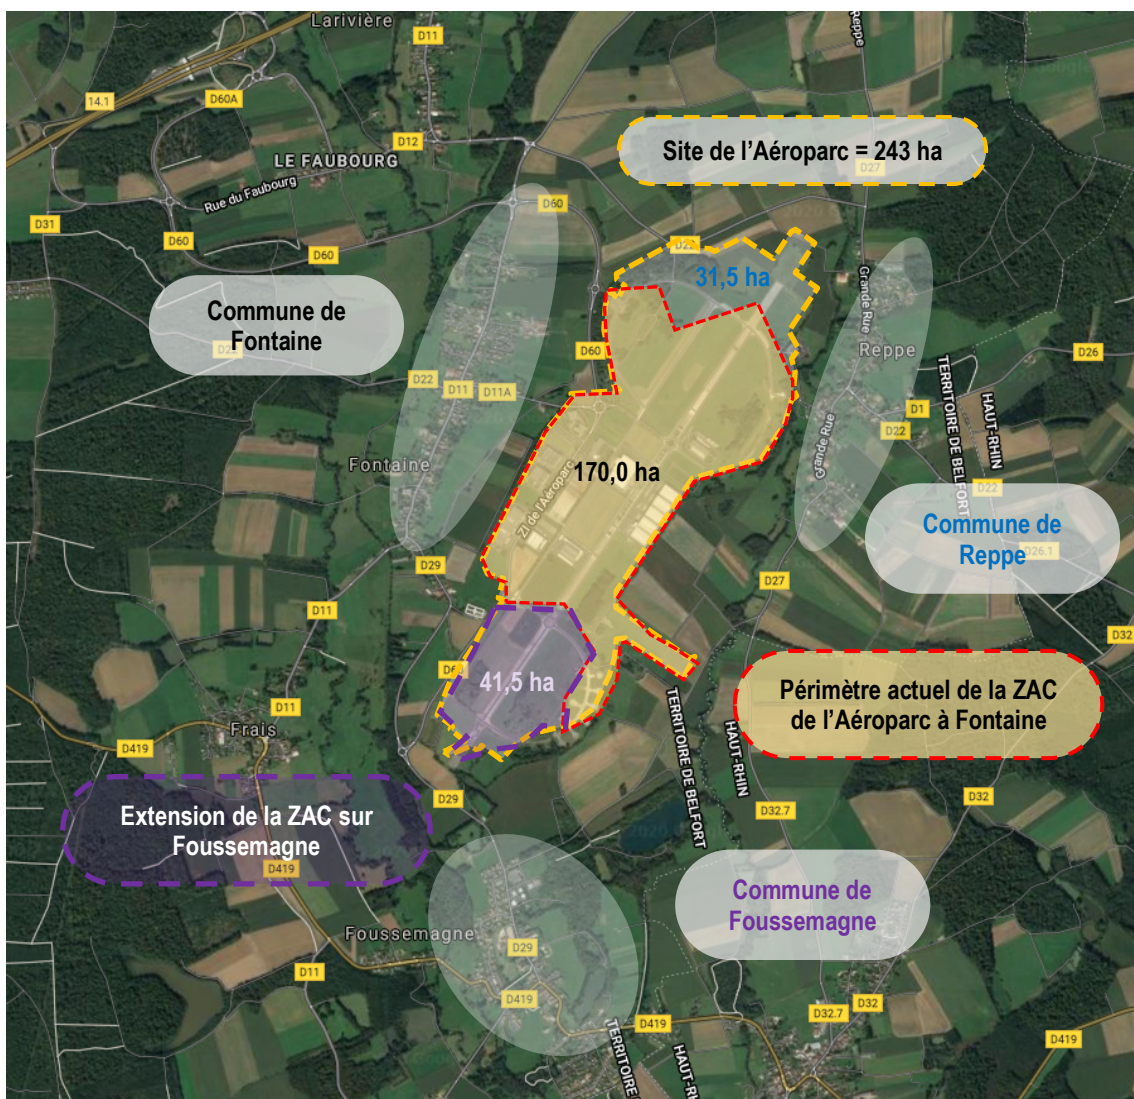 Larivière
D11
Reppe
14.1
D60A
D12
LE FAUBOURG
Rue du Faubourg
Site de l'Aéroparc = 243 ha
D27
D31
D60
D60
D60
D22
31,5 ha
Commune de
Fontaine
Grande Rue
Reppe
D60
D26
D22
D11
D11A
D1
D22
TERRITOIRE DE BELFORT
HAUT-RHIN
Grande Rue
Fontaine
170,0 ha
ZI de l'Aéroparc
D22
Commune de
Reppe
D26.1
D29
D27
D11
D32
41,5 ha
Périmètre actuel de la ZAC
de l'Aéroparc à Fontaine
TERRITOIRE DE BELFORT
HAUT-RHIN
D11
Frais
D419
D29
D32
D32.7
Extension de la ZAC sur
Foussemagne
D419
Commune de
Foussemagne
Foussemagne
D29
D11
D419
D419
D32
D32.7
D419
HAUT-RHIN